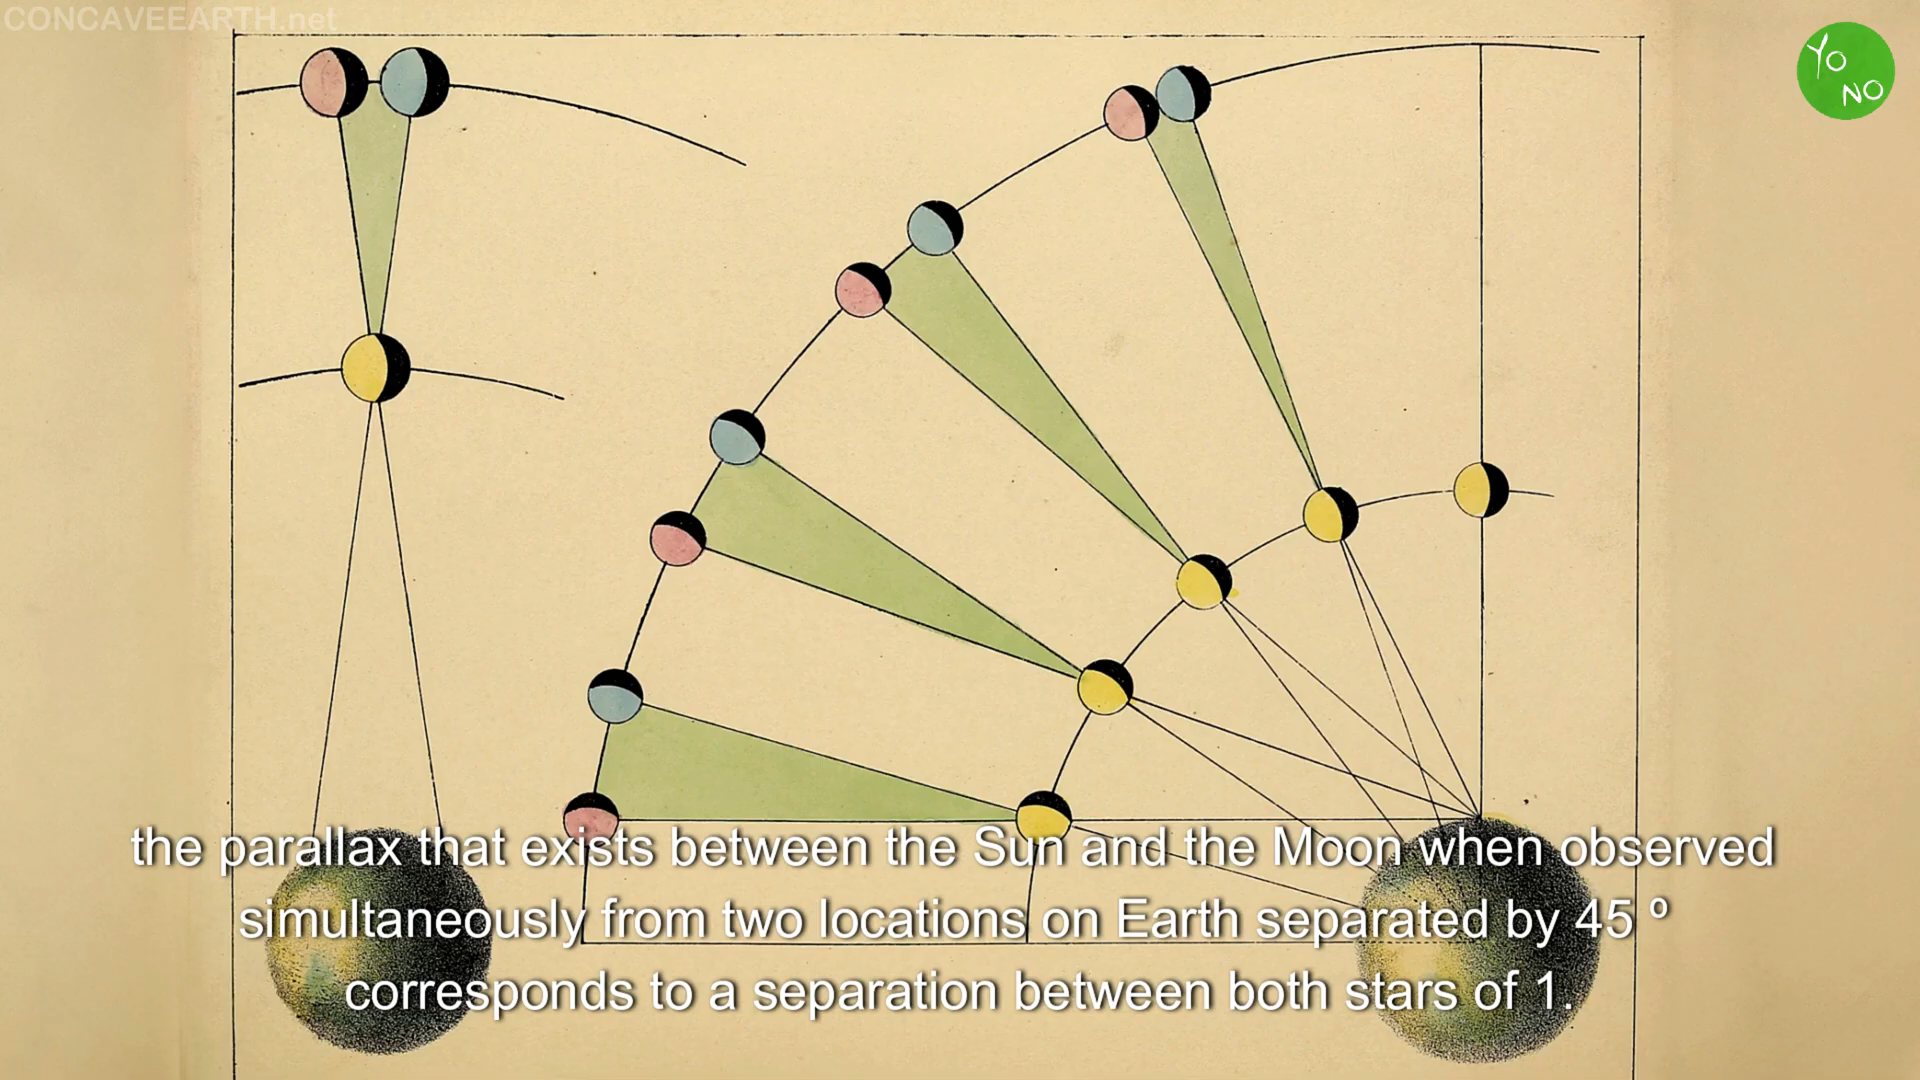 CONCAVEEARTH.net
YO
NO
the parallax that exists between the Sun and the Moon when observed
simultaneously from two locations on Earth separated by 45 º
corresponds to a separation between both stars of 1.